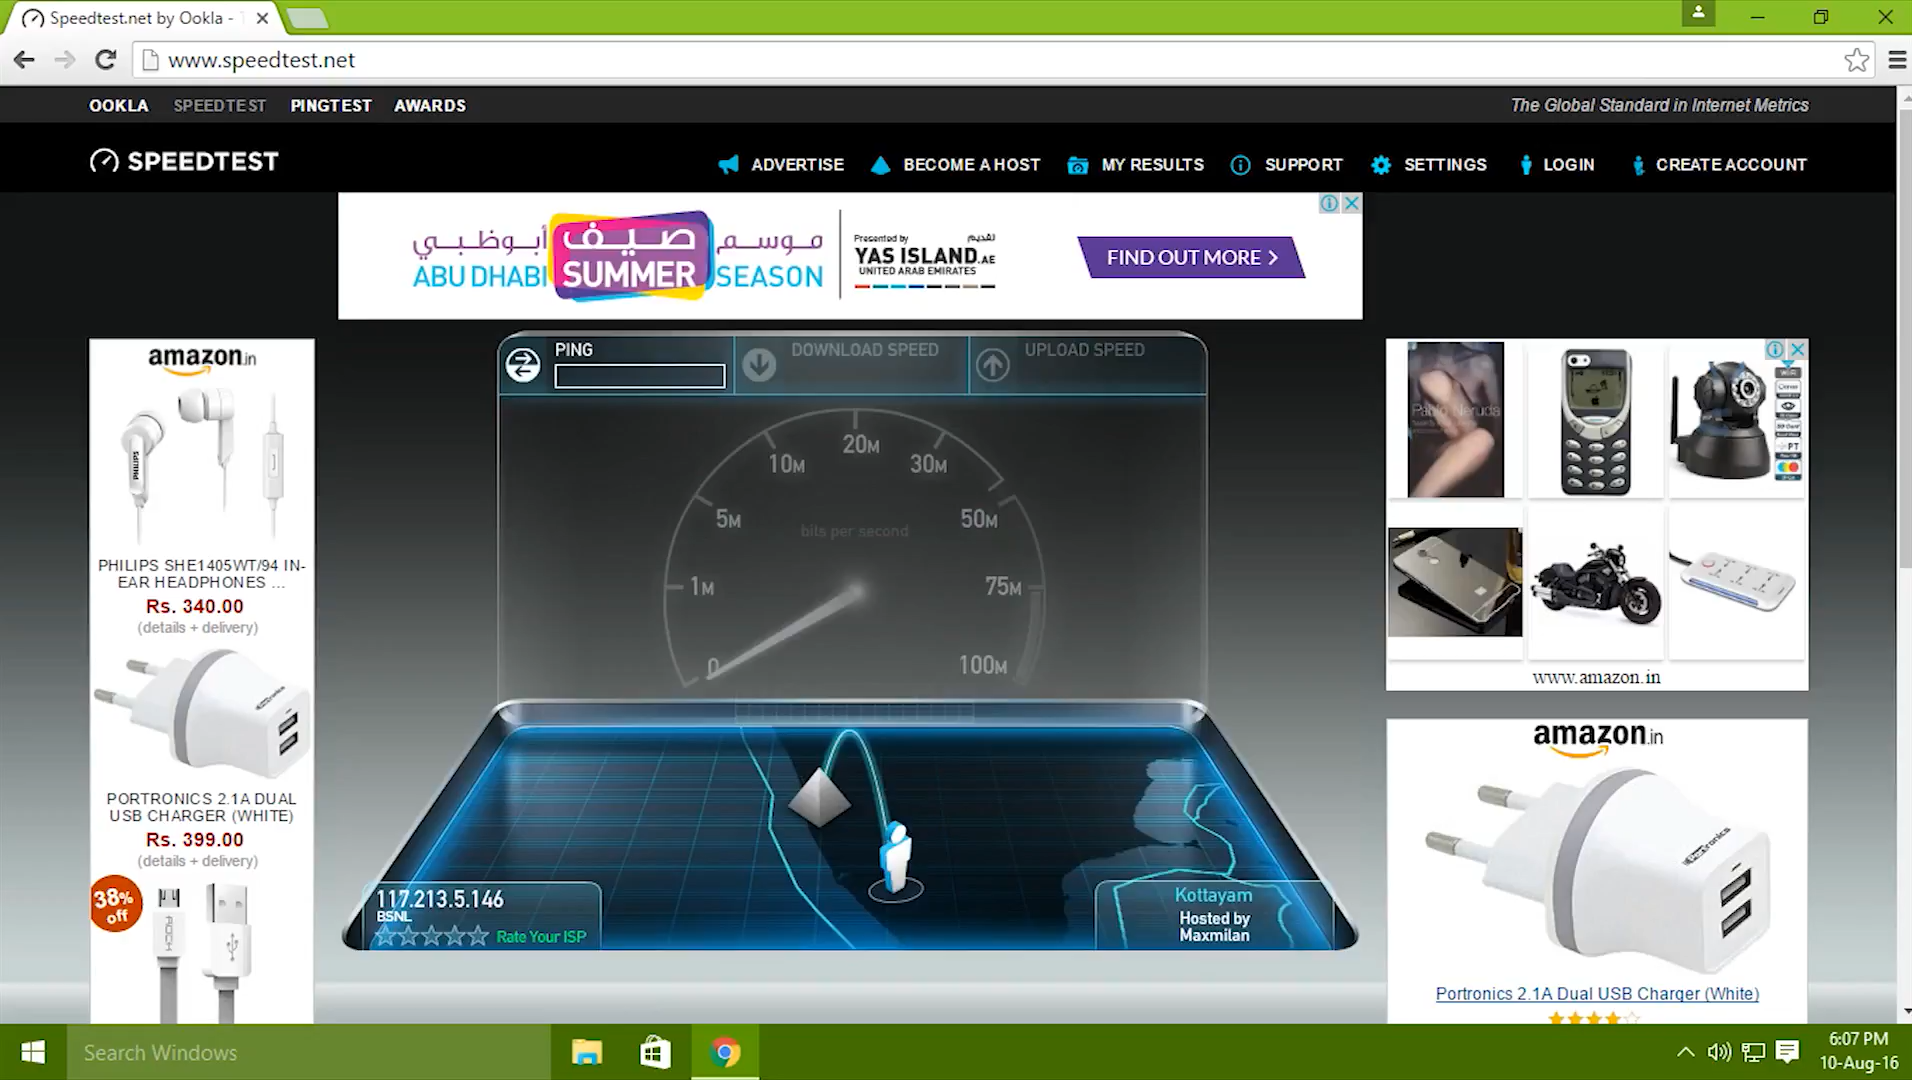 Speedtest.net by Ookla -
www.speedtest.net
OOKLA SPEEDTEST PINGTEST AWARDS
The Global Standard in Internet Metrics
SPEEDTEST
ADVERTISE BECOME A HOST MY RESULTS SUPPORT SETTINGS LOGIN CREATE ACCOUNT
موسم صيف أبوظبي
ABU DHABI SUMMER SEASON
Presented by تقديم
YAS ISLAND.AE
UNITED ARAB EMIRATES
FIND OUT MORE >
amazon.in
PHILIPS
PHILIPS SHE1405WT/94 IN-
EAR HEADPHONES ...
Rs. 340.00
(details + delivery)
PORTRONICS 2.1A DUAL
USB CHARGER (WHITE)
Rs. 399.00
(details + delivery)
38%
off
ROCK
PING
DOWNLOAD SPEED
UPLOAD SPEED
20M
10M
30M
5M
50M
bits per second
1M
75M
0
100M
117.213.5.146
BSNL
Rate Your ISP
Kottayam
Hosted by
Maxmilan
Pablo Neruda
www.amazon.in
amazon.in
Portronics
Portronics 2.1A Dual USB Charger (White)
Search Windows
6:07 PM
10-Aug-16